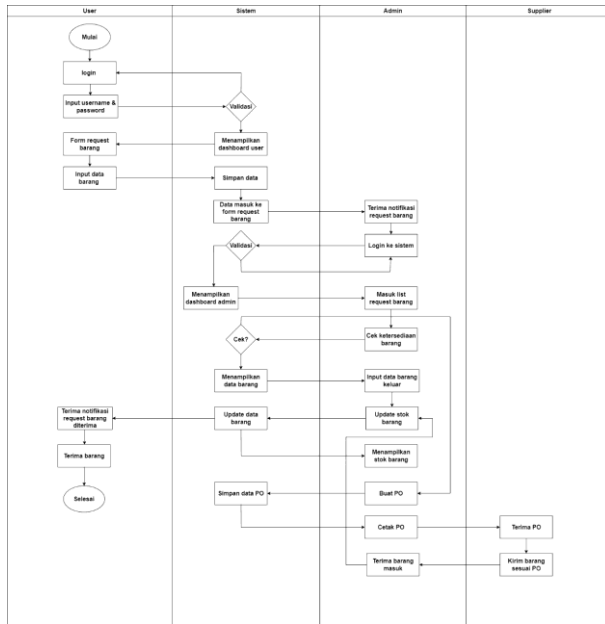 User
Sistem
Admin
Supplier
Mulai
login
Input username &
password
Validasi
Form request
barang
Menampilkan
dashboard user
Input data
barang
Simpan data
Data masuk ke
form request
barang
Terima notifikasi
request barang
Validasi
Login ke sistem
Menampilkan
dashboard admin
Masuk list
request barang
Cek?
Cek ketersediaan
barang
Menampilkan
data barang
Input data barang
keluar
Terima notifikasi
request barang
diterima
Update data
barang
Update stok
barang
Terima barang
Menampilkan
stok barang
Selesai
Simpan data PO
Buat PO
Cetak PO
Terima PO
Terima barang
masuk
Kirim barang
sesuai PO